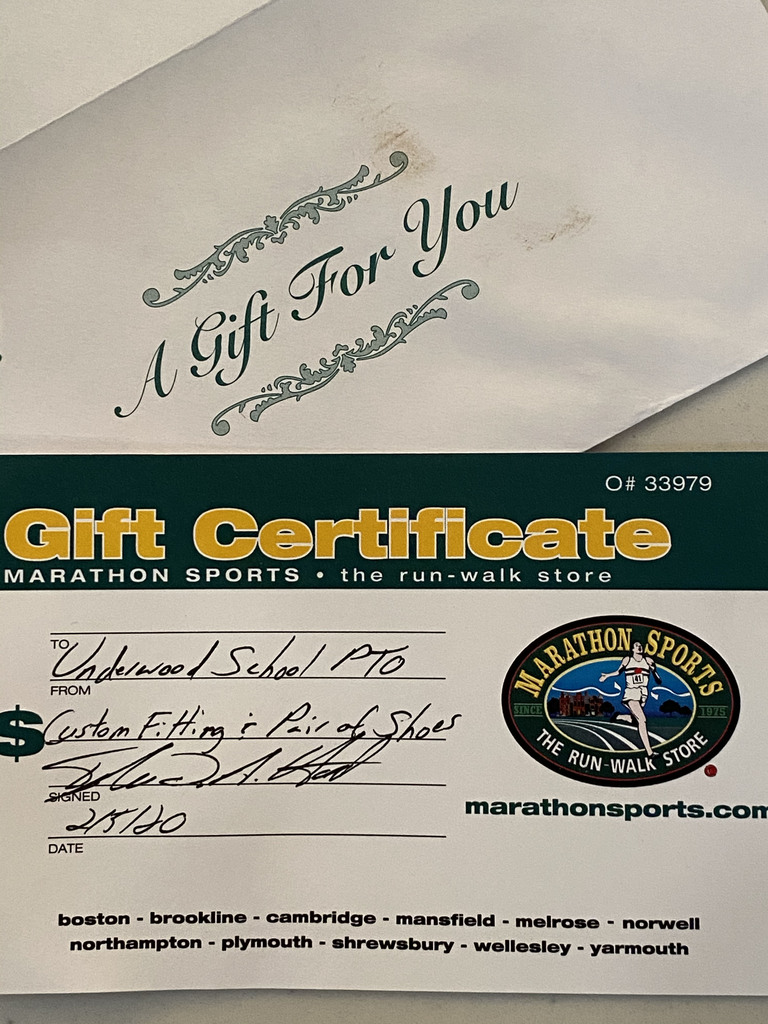 A Gift For You
O# 33979
Gift Certificate
MARATHON SPORTS • the run-walk store
TO
Underwood School PTO
FROM
$
Custom Fitting & Pair of Shoes
SIGNED
2/5/20
DATE
MARATHON SPORTS
141
SINCE 1975
THE RUN-WALK STORE
marathonsports.com
boston - brookline - cambridge - mansfield - melrose - norwell
northampton - plymouth - shrewsbury - wellesley - yarmouth